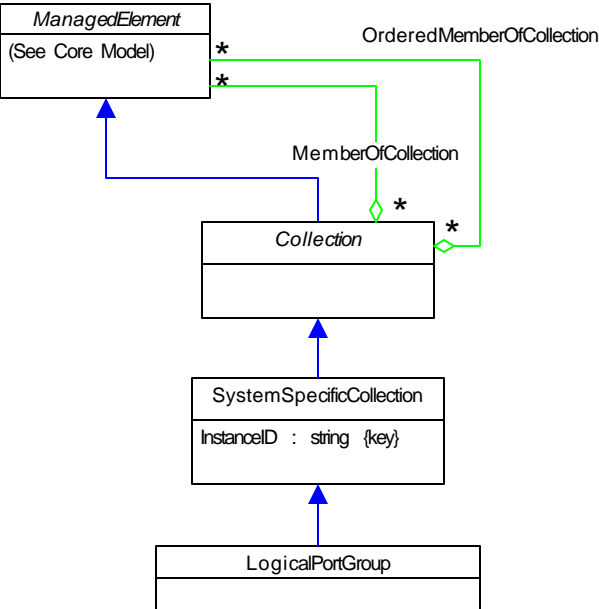 ManagedElement
(See Core Model)
*
*
OrderedMemberOfCollection
MemberOfCollection
*
*
Collection
SystemSpecificCollection
InstanceID : string {key}
LogicalPortGroup